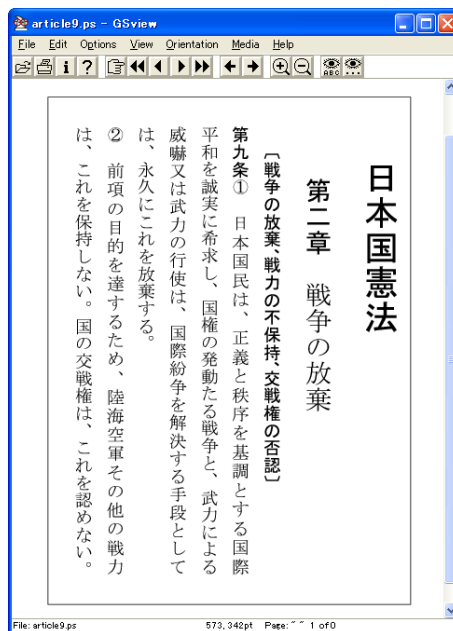 article9.ps - GSview
File Edit Options View Orientation Media Help
日本国憲法
第二章　戦争の放棄
〔戦争の放棄、戦力の不保持、交戦権の否認〕
第九条①　日本国民は、正義と秩序を基調とする国際
平和を誠実に希求し、国権の発動たる戦争と、武力による
威嚇又は武力の行使は、国際紛争を解決する手段として
は、永久にこれを放棄する。
②　前項の目的を達するため、陸海空軍その他の戦力
は、これを保持しない。国の交戦権は、これを認めない。
File: article9.ps 573, 342pt Page: "~" 1 of 0